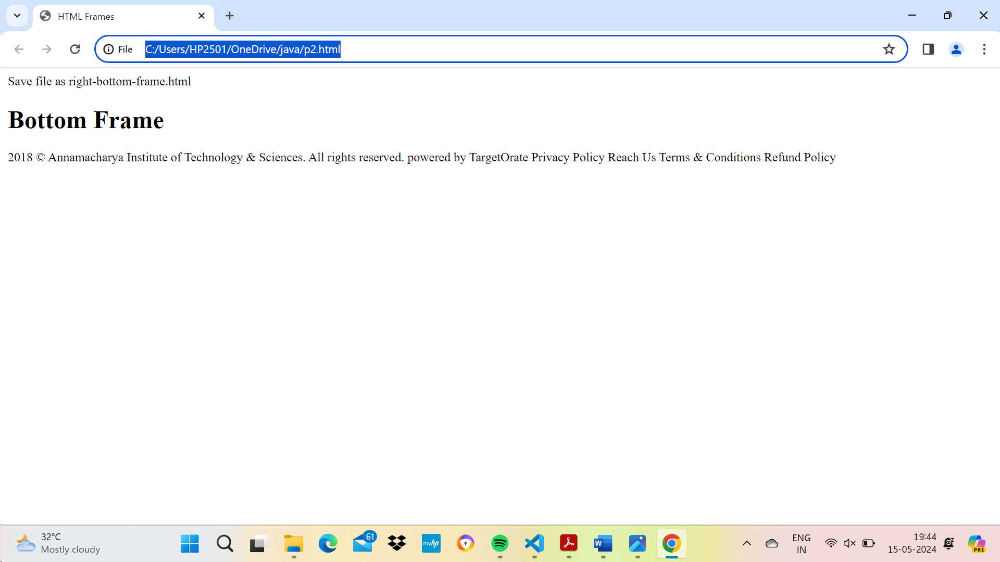 HTML Frames
File C:/Users/HP2501/OneDrive/java/p2.html
Save file as right-bottom-frame.html
Bottom Frame
2018 © Annamacharya Institute of Technology & Sciences. All rights reserved. powered by TargetOrate Privacy Policy Reach Us Terms & Conditions Refund Policy
32°C
Mostly cloudy
61
myhp
W
ENG
IN
19:44
15-05-2024
PRE